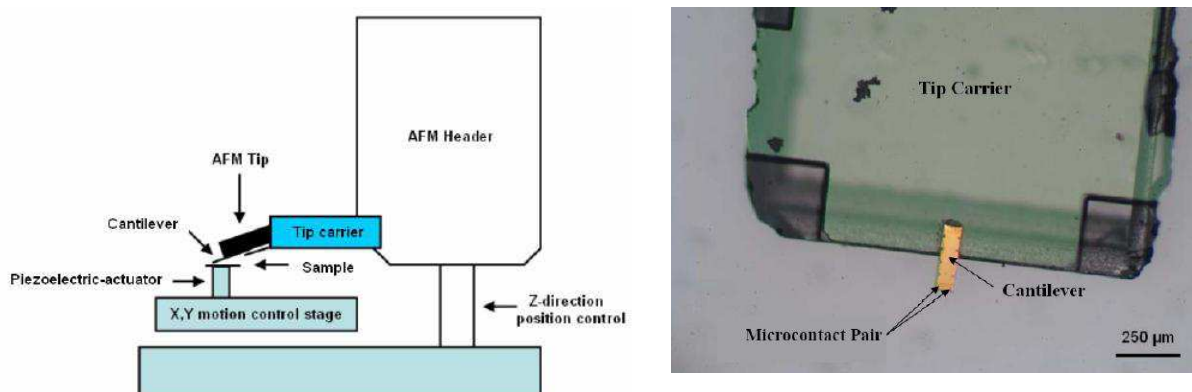 AFM Header
AFM Tip
Cantilever
Tip carrier
Piezoelectric-actuator
Sample
X,Y motion control stage
Z-direction
position control
Tip Carrier
Cantilever
Microcontact Pair
250 µm